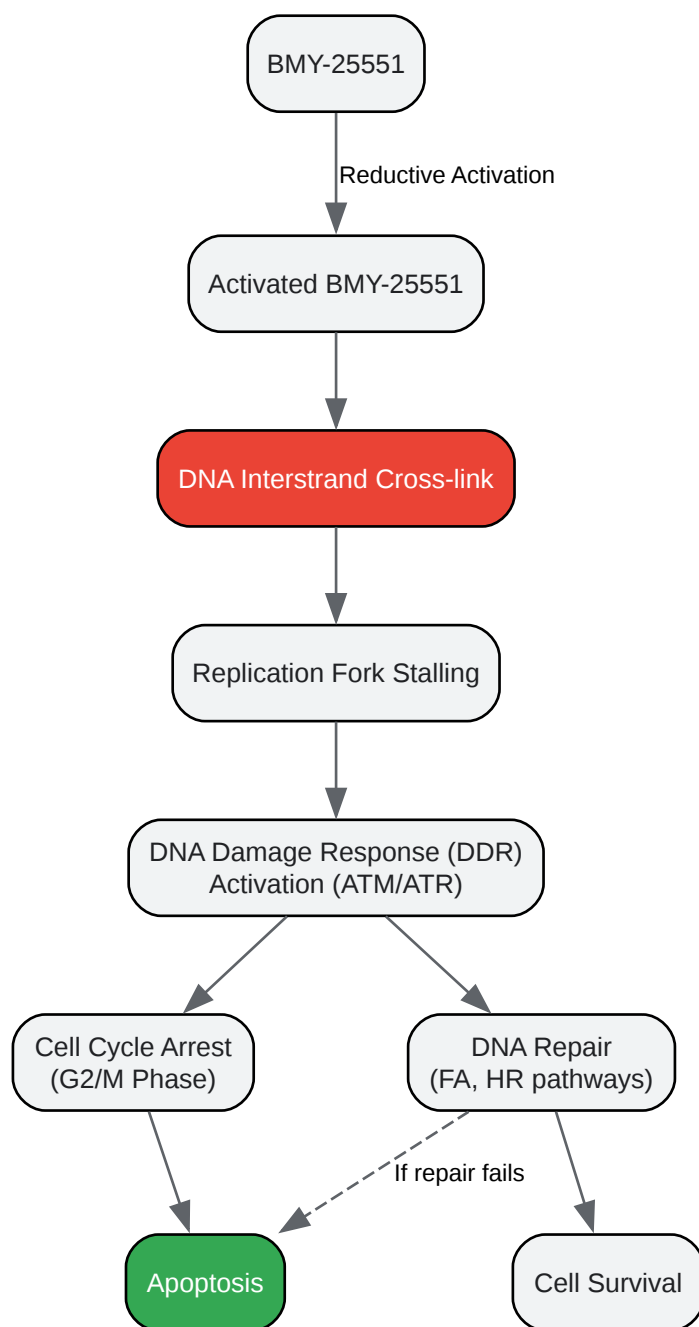 BMY-25551
Reductive Activation
Activated BMY-25551
DNA Interstrand Cross-link
Replication Fork Stalling
DNA Damage Response (DDR)
Activation (ATM/ATR)
Cell Cycle Arrest
(G2/M Phase)
DNA Repair
(FA, HR pathways)
If repair fails
Apoptosis
Cell Survival